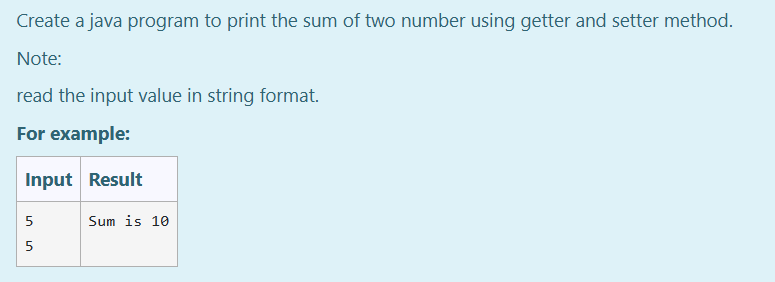 Create a java program to print the sum of two number using getter and setter method.
Note:
read the input value in string format.
For example:
Input Result
5 Sum is 10
5